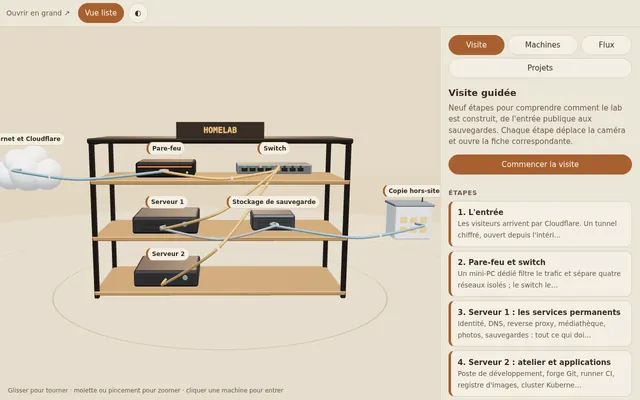 Ouvrir en grand ↗
Vue liste
HOMELAB
rnet et Cloudflare
Pare-feu
Switch
Serveur 1
Stockage de sauvegarde
Copie hors-site
Serveur 2
Glisser pour tourner · molette ou pincement pour zoomer · cliquer une machine pour entrer
Visite
Machines
Flux
Projets
Visite guidée
Neuf étapes pour comprendre comment le lab
est construit, de l'entrée publique aux
sauvegardes. Chaque étape déplace la caméra
et ouvre la fiche correspondante.
Commencer la visite
ÉTAPES
1. L'entrée
Les visiteurs arrivent par Cloudflare. Un tunnel
chiffré, ouvert depuis l'intéri...
2. Pare-feu et switch
Un mini-PC dédié filtre le trafic et sépare quatre
réseaux isolés ; le switch le...
3. Serveur 1 : les services permanents
Identité, DNS, reverse proxy, médiathèque,
photos, sauvegardes : tout ce qui doi...
4. Serveur 2 : atelier et applications
Poste de développement, forge Git, runner CI,
registre d'images, cluster Kuberne...